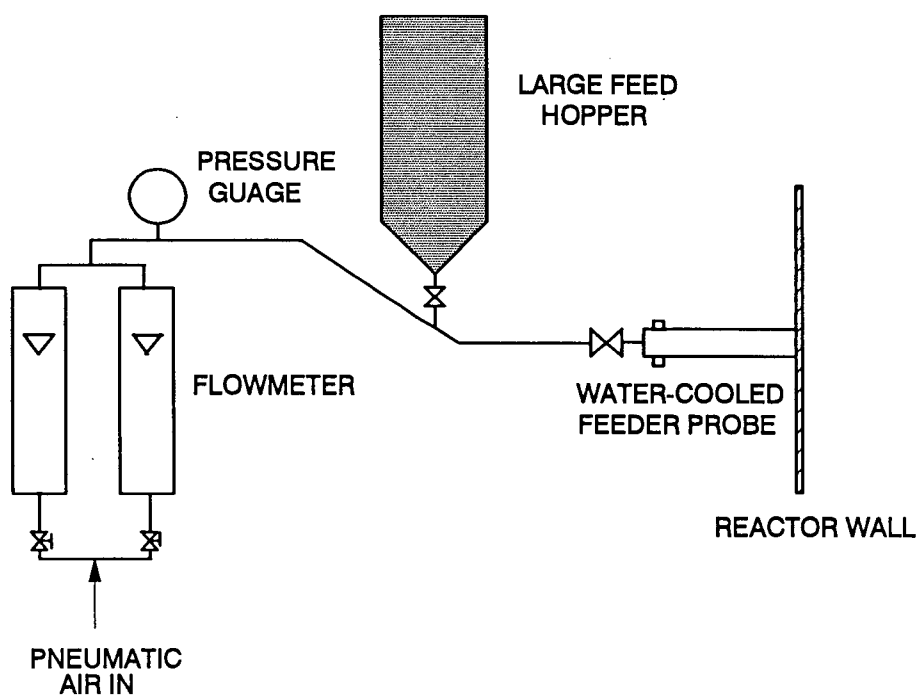 LARGE FEED
HOPPER
PRESSURE
GUAGE
FLOWMETER
WATER-COOLED
FEEDER PROBE
REACTOR WALL
PNEUMATIC
AIR IN